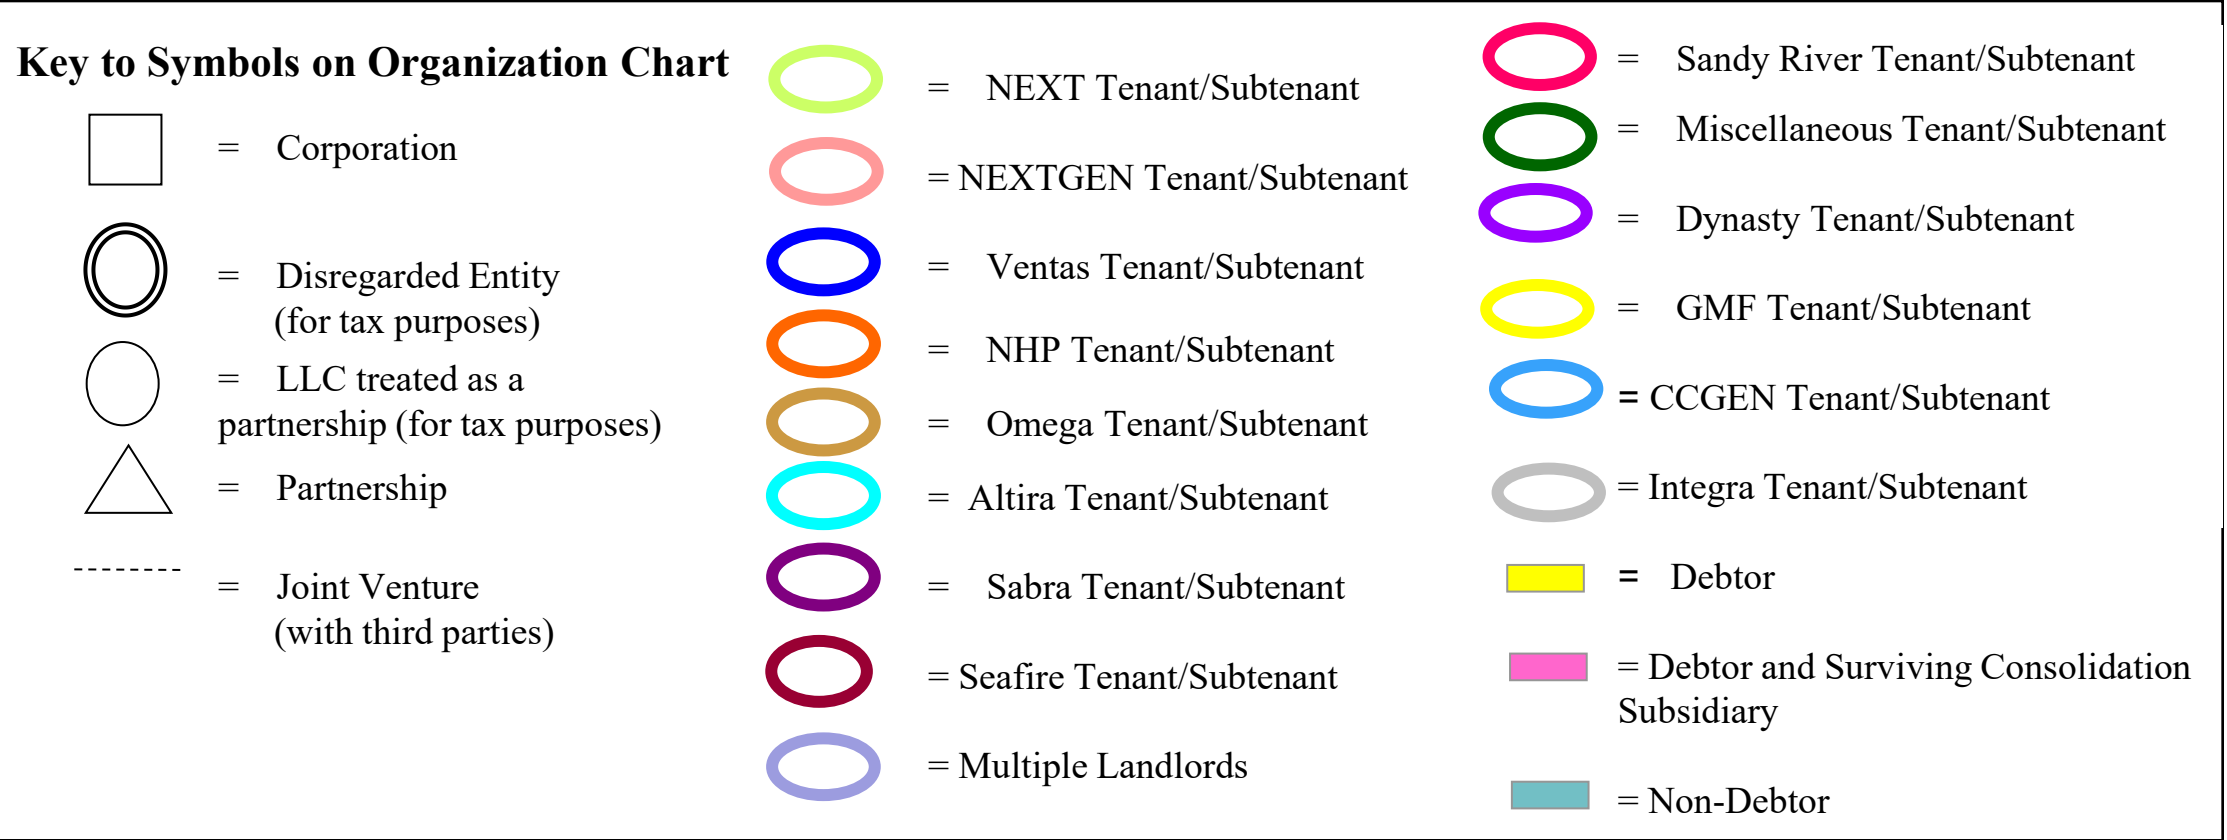 Key to Symbols on Organization Chart
= Corporation
= Disregarded Entity
(for tax purposes)
= LLC treated as a
partnership (for tax purposes)
= Partnership
= Joint Venture
(with third parties)
= NEXT Tenant/Subtenant
= NEXTGEN Tenant/Subtenant
= Ventas Tenant/Subtenant
= NHP Tenant/Subtenant
= Omega Tenant/Subtenant
= Altira Tenant/Subtenant
= Sabra Tenant/Subtenant
= Seafire Tenant/Subtenant
= Multiple Landlords
= Sandy River Tenant/Subtenant
= Miscellaneous Tenant/Subtenant
= Dynasty Tenant/Subtenant
= GMF Tenant/Subtenant
= CCGEN Tenant/Subtenant
= Integra Tenant/Subtenant
= Debtor
= Debtor and Surviving Consolidation
Subsidiary
= Non-Debtor